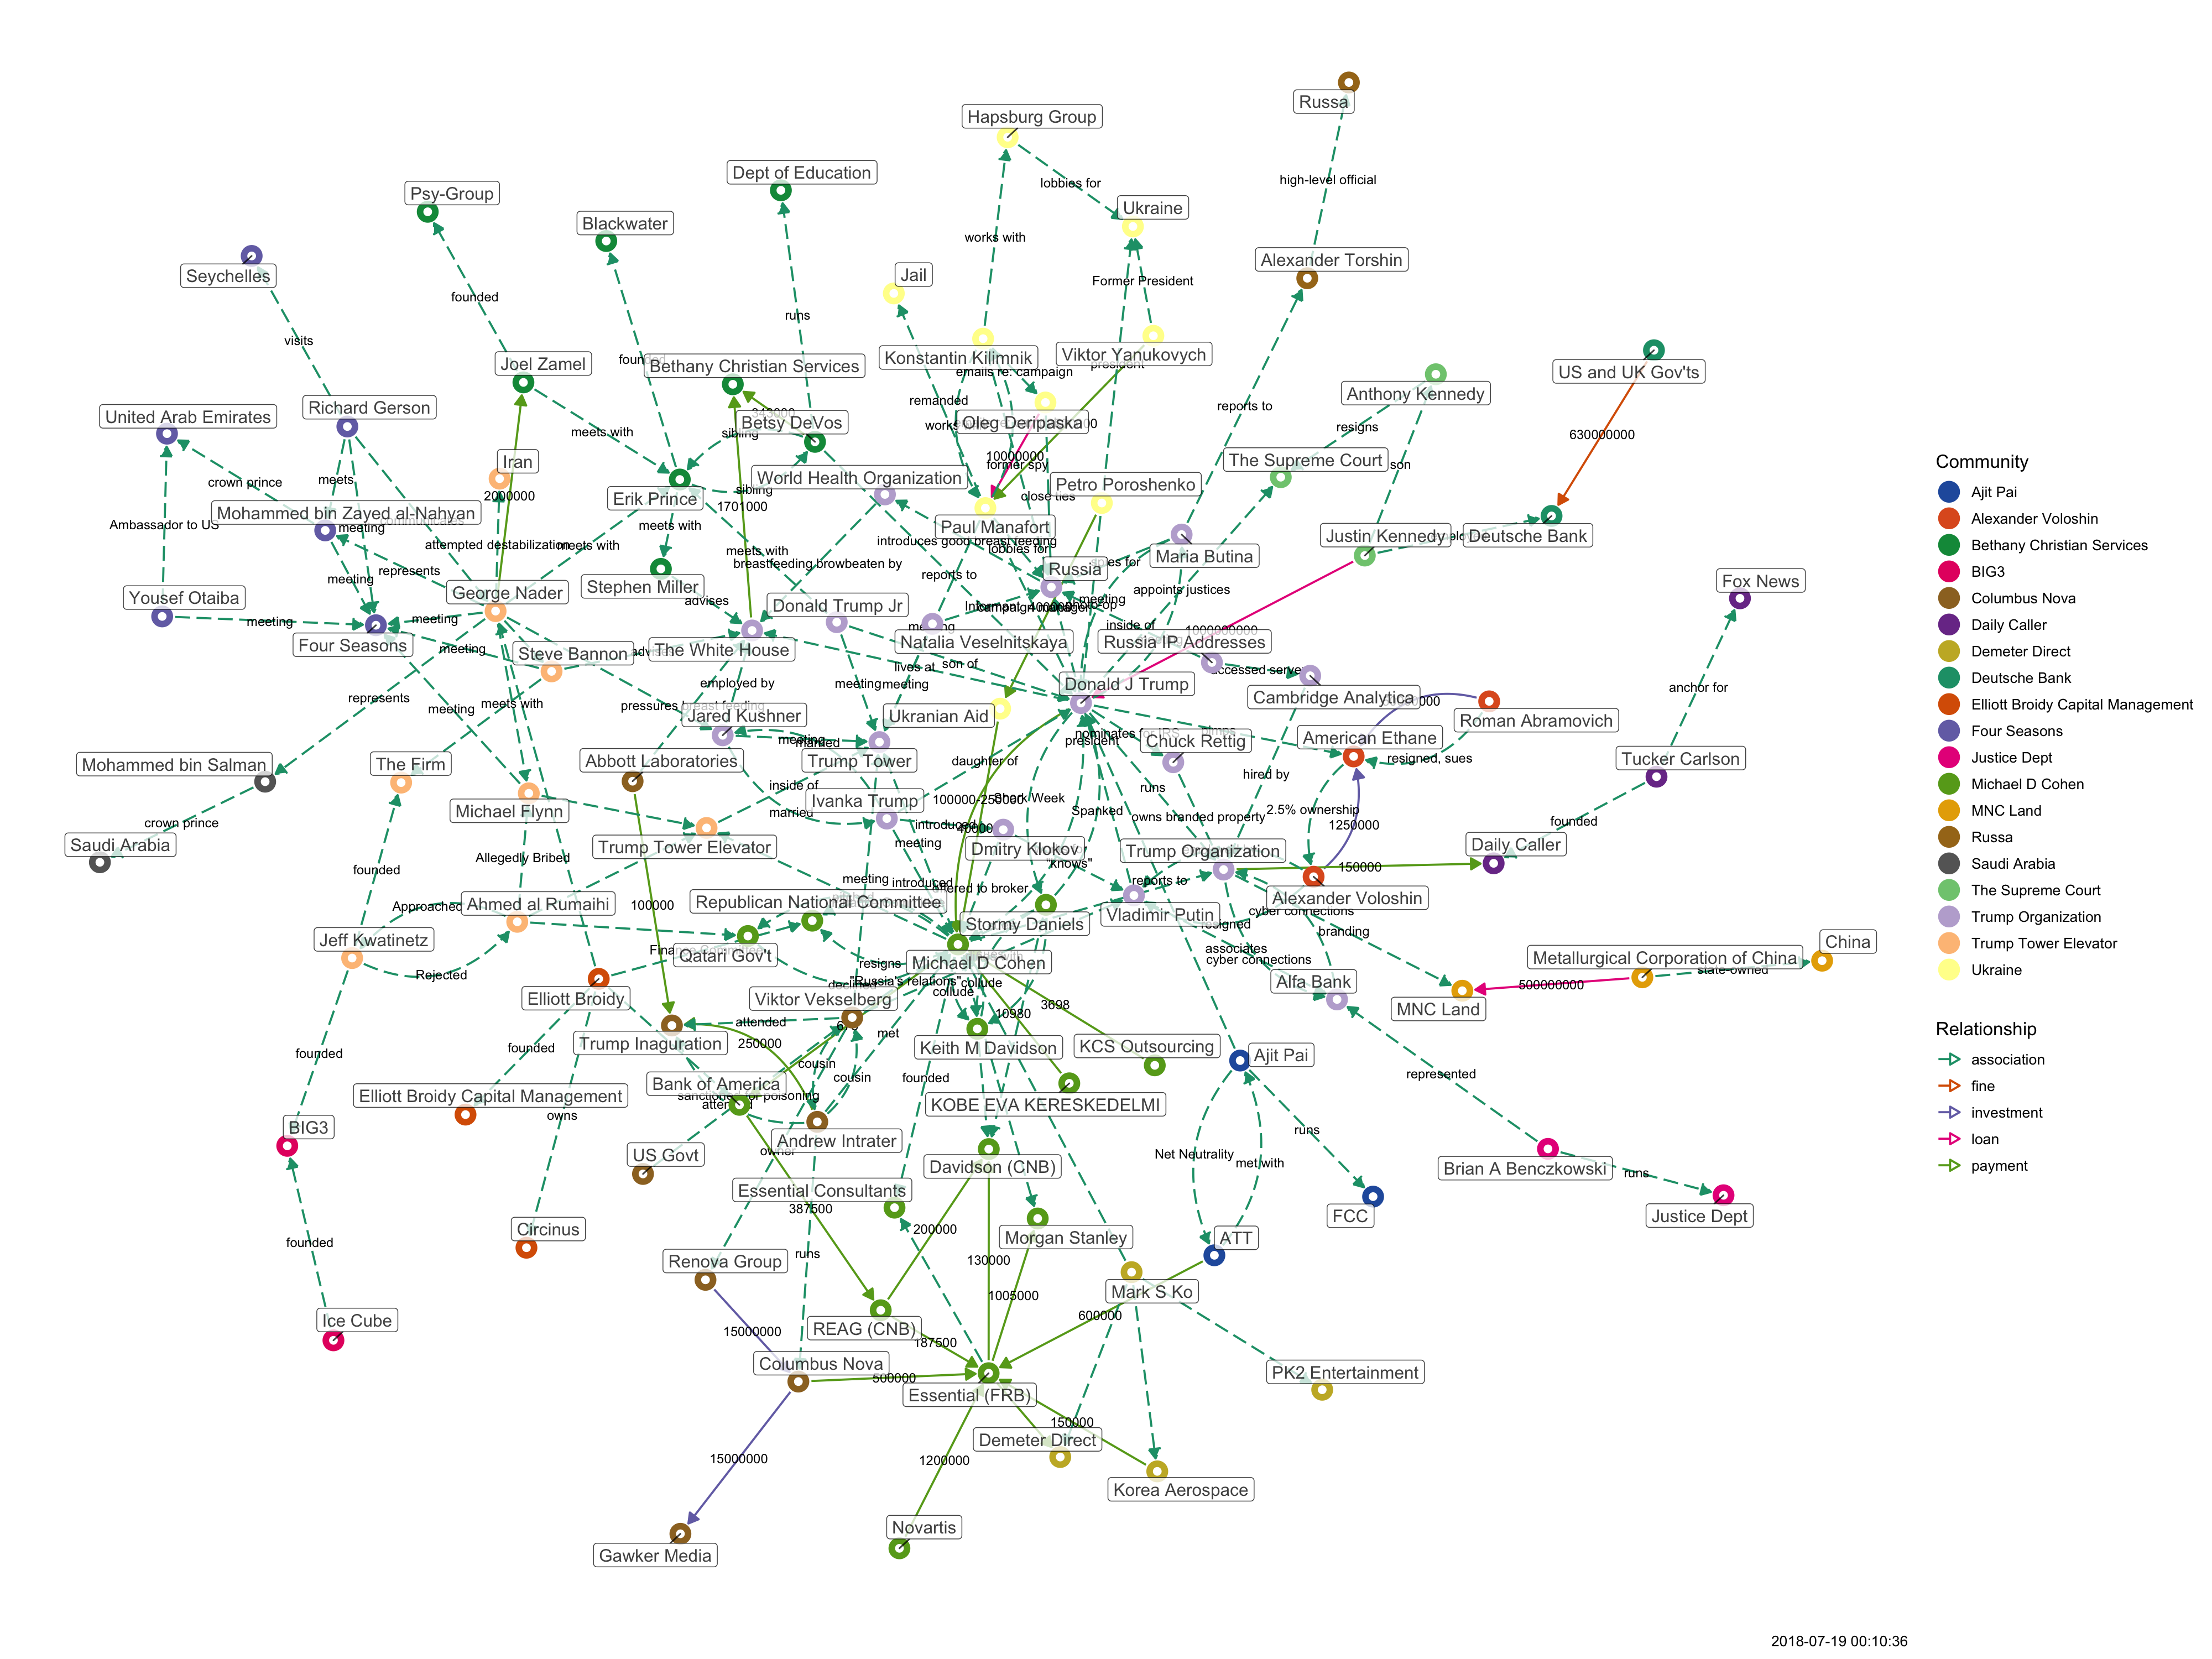 Russa
Hapsburg Group
Dept of Education
high-level official
lobbies for
Psy-Group
Ukraine
Blackwater
works with
Alexander Torshin
Seychelles
Jail
Former President
founded
runs
visits
Konstantin Kilimnik
Viktor Yanukovych
Joel Zamel
Bethany Christian Services
emails re: campaign
US and UK Gov'ts
Anthony Kennedy
United Arab Emirates
Richard Gerson
remanded
reports to
Betsy DeVos
Oleg Deripaska
resigns
630000000
meets with
sibling
10000000
former spy
The Supreme Court
son
Iran
crown prince
meets
2000000
World Health Organization
Petro Poroshenko
close ties
Erik Prince
sibling
1701000
Mohammed bin Zayed al-Nahyan
Ambassador to US
meeting
meets with
Paul Manafort
Justin Kennedy
Deutsche Bank
attempted destabilization
meets with
meets with
introduces good breast feeding
lobbies for
Maria Butina
breastfeeding browbeaten by
Russia
meeting
represents
Stephen Miller
reports to
appoints justices
Fox News
George Nader
Yousef Otaiba
advises
Donald Trump Jr
400000
meeting
meeting
inside of
Four Seasons
meeting
Steve Bannon
The White House
Natalia Veselnitskaya
Russia IP Addresses
lives at
son of
accessed server
represents
employed by
meeting
meeting
Donald J Trump
Cambridge Analytica
anchor for
meeting
meets with
pressures breast feeding
Jared Kushner
Ukranian Aid
Roman Abramovich
president
Chuck Rettig
American Ethane
meeting
married
resigned, sues
Mohammed bin Salman
The Firm
Abbott Laboratories
Trump Tower
daughter of
hired by
Tucker Carlson
inside of
Michael Flynn
Ivanka Trump
100000-250000
Shark Week
runs
2.5% ownership
crown prince
married
introduced
Spanked
owns branded property
1250000
founded
Saudi Arabia
Trump Tower Elevator
meeting
Dmitry Klokov
Trump Organization
Daily Caller
Allegedly Bribed
"knows"
150000
founded
meeting
introduced
offered to broker
reports to
Alexander Voloshin
100000
Approached
Ahmed al Rumaihi
Republican National Committee
Stormy Daniels
Vladimir Putin
cyber connections
branding
Jeff Kwatinetz
Qatari Gov't
Michael D Cohen
associates
cyber connections
Metallurgical Corporation of China
China
Rejected
resigns
"Russia's relations"
collude
collude
Alfa Bank
state-owned
500000000
Elliott Broidy
Viktor Vekselberg
3698
MNC Land
attended
10980
Trump Inaguration
250000
met
Keith M Davidson
KCS Outsourcing
Ajit Pai
founded
founded
cousin
cousin
founded
represented
Elliott Broidy Capital Management
Bank of America
sanctioned for poisoning
KOBE EVA KERESKEDELMI
BIG3
owns
Andrew Intrater
runs
US Govt
Davidson (CNB)
Net Neutrality
met with
Brian A Benczkowski
runs
Essential Consultants
387500
FCC
Justice Dept
Circinus
founded
200000
Morgan Stanley
ATT
Renova Group
runs
130000
Mark S Ko
1005000
600000
Ice Cube
15000000
REAG (CNB)
187500
Columbus Nova
500000
Essential (FRB)
PK2 Entertainment
150000
Demeter Direct
15000000
1200000
Korea Aerospace
Novartis
Gawker Media
Community
Ajit Pai
Alexander Voloshin
Bethany Christian Services
BIG3
Columbus Nova
Daily Caller
Demeter Direct
Deutsche Bank
Elliott Broidy Capital Management
Four Seasons
Justice Dept
Michael D Cohen
MNC Land
Russa
Saudi Arabia
The Supreme Court
Trump Organization
Trump Tower Elevator
Ukraine
Relationship
association
fine
investment
loan
payment
2018-07-19 00:10:36